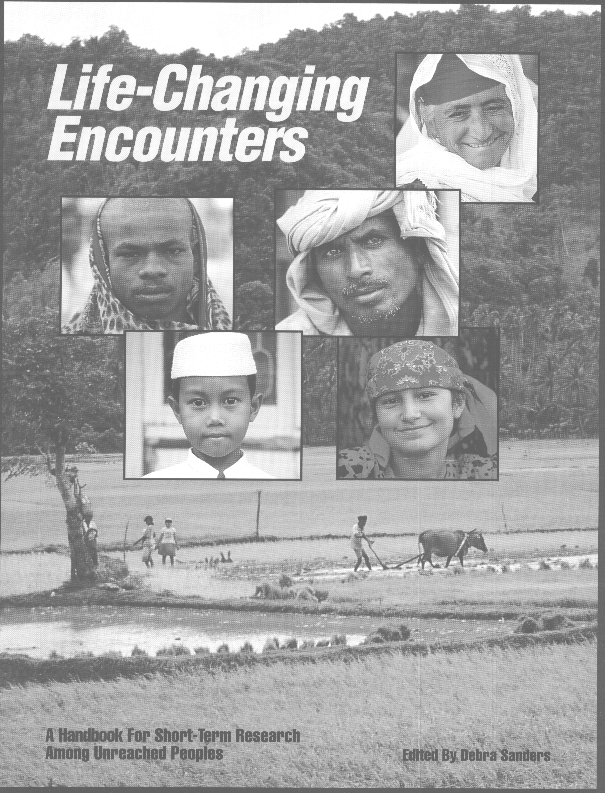 Life-Changing
Encounters
A Handbook For Short-Term Research
Among Unreached Peoples
Edited By Debra Sanders